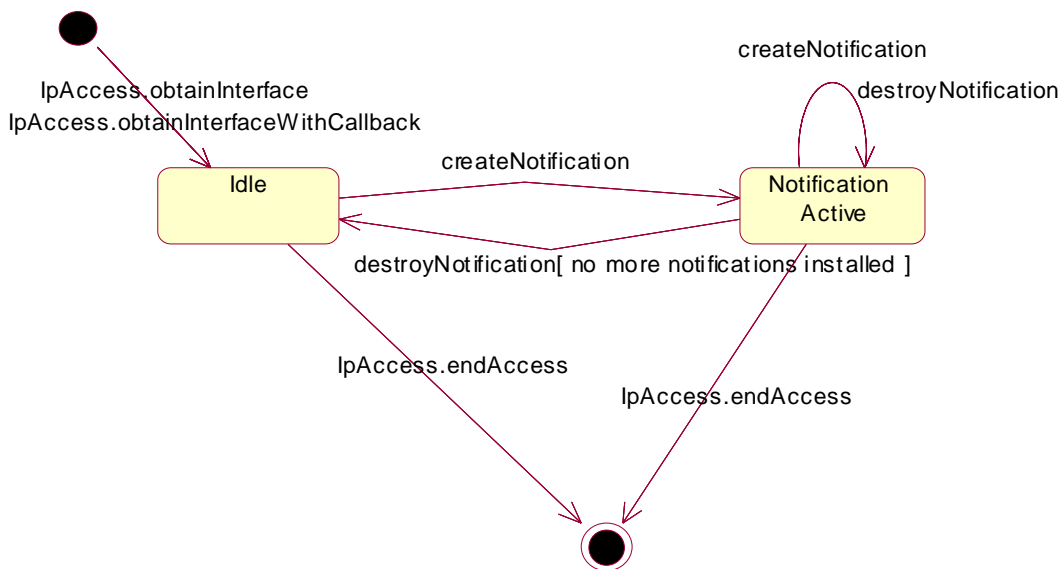 createNotification
destroyNotification
IpAccess.obtainInterface
IpAccess.obtainInterfaceWithCallback
createNotification
Idle
Notification
Active
destroyNotification[ no more notifications installed ]
IpAccess.endAccess
IpAccess.endAccess